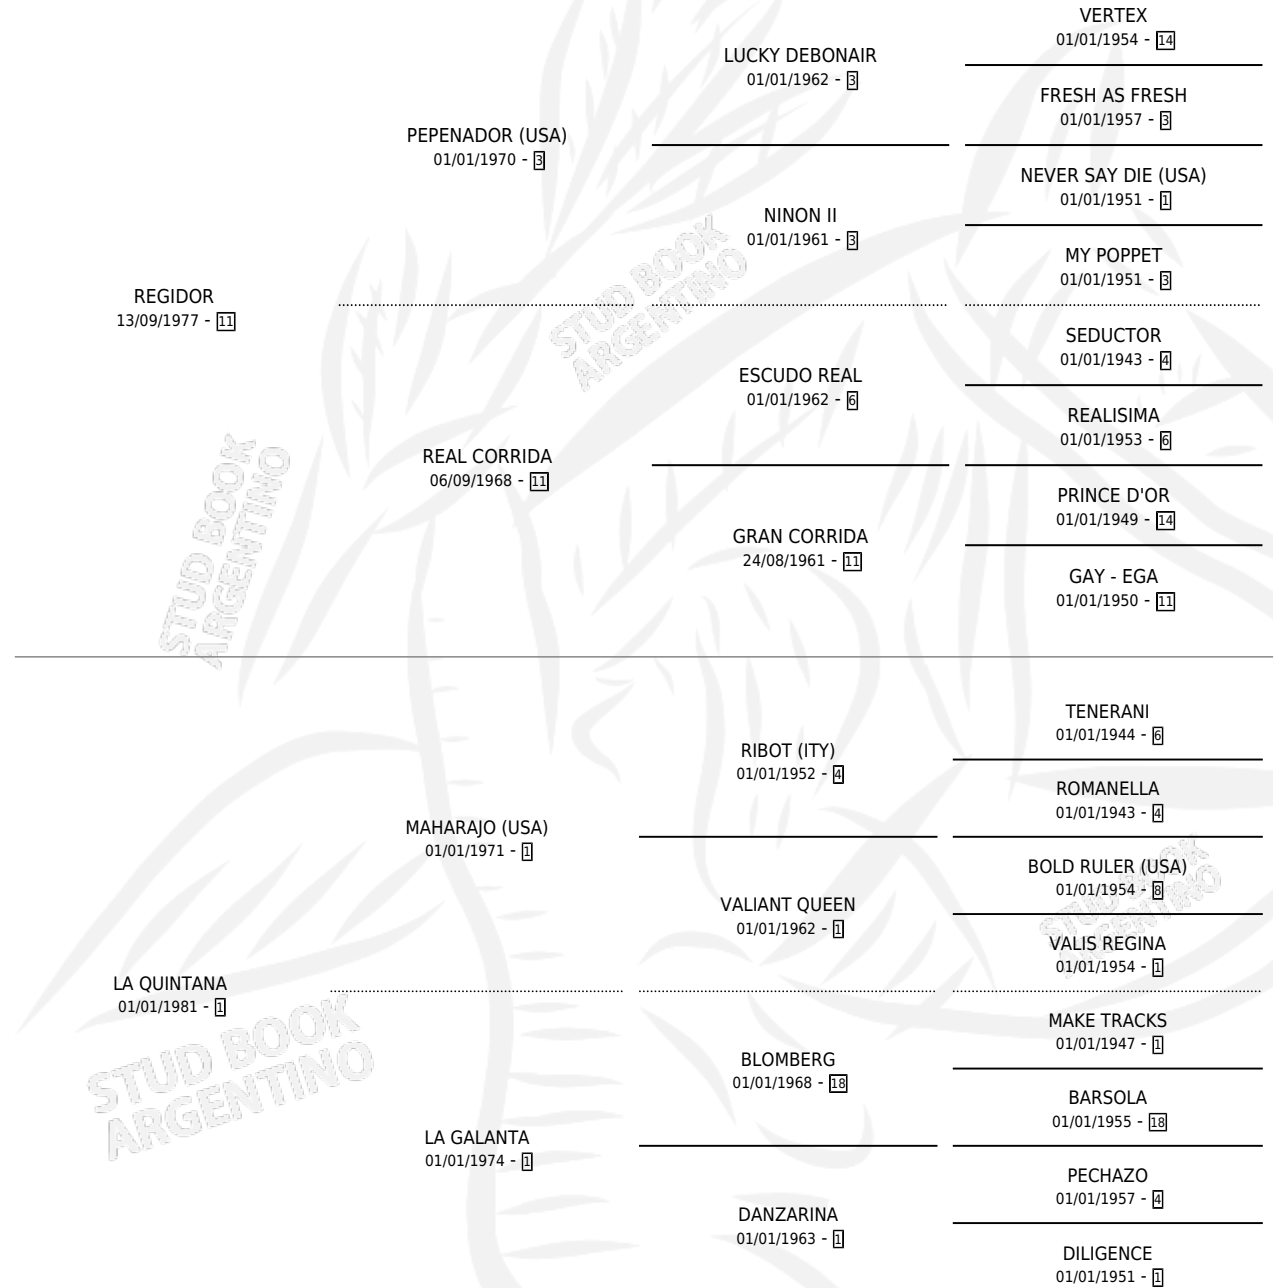 VERTEX
01/01/1954 - 14
LUCKY DEBONAIR
01/01/1962 - 3
FRESH AS FRESH
01/01/1957 - 3
PEPENADOR (USA)
01/01/1970 - 3
NEVER SAY DIE (USA)
01/01/1951 - 1
NINON II
01/01/1961 - 3
MY POPPET
01/01/1951 - 3
REGIDOR
13/09/1977 - 11
STUD BOOK
ARGENTINO
SEDUCTOR
01/01/1943 - 4
ESCUDO REAL
01/01/1962 - 6
REALISIMA
01/01/1953 - 6
REAL CORRIDA
06/09/1968 - 11
PRINCE D'OR
01/01/1949 - 14
GRAN CORRIDA
24/08/1961 - 11
GAY - EGA
01/01/1950 - 11
STUD BOOK
ARGENTINO
TENERANI
01/01/1944 - 6
RIBOT (ITY)
01/01/1952 - 4
ROMANELLA
01/01/1943 - 4
MAHARAJO (USA)
01/01/1971 - 1
BOLD RULER (USA)
01/01/1954 - 8
VALIANT QUEEN
01/01/1962 - 1
STUD BOOK
ARGENTINO
VALIS REGINA
01/01/1954 - 1
LA QUINTANA
01/01/1981 - 1
STUD BOOK
ARGENTINO
MAKE TRACKS
01/01/1947 - 1
BLOMBERG
01/01/1968 - 18
BARSOLA
01/01/1955 - 18
LA GALANTA
01/01/1974 - 1
PECHAZO
01/01/1957 - 4
DANZARINA
01/01/1963 - 1
DILIGENCE
01/01/1951 - 1